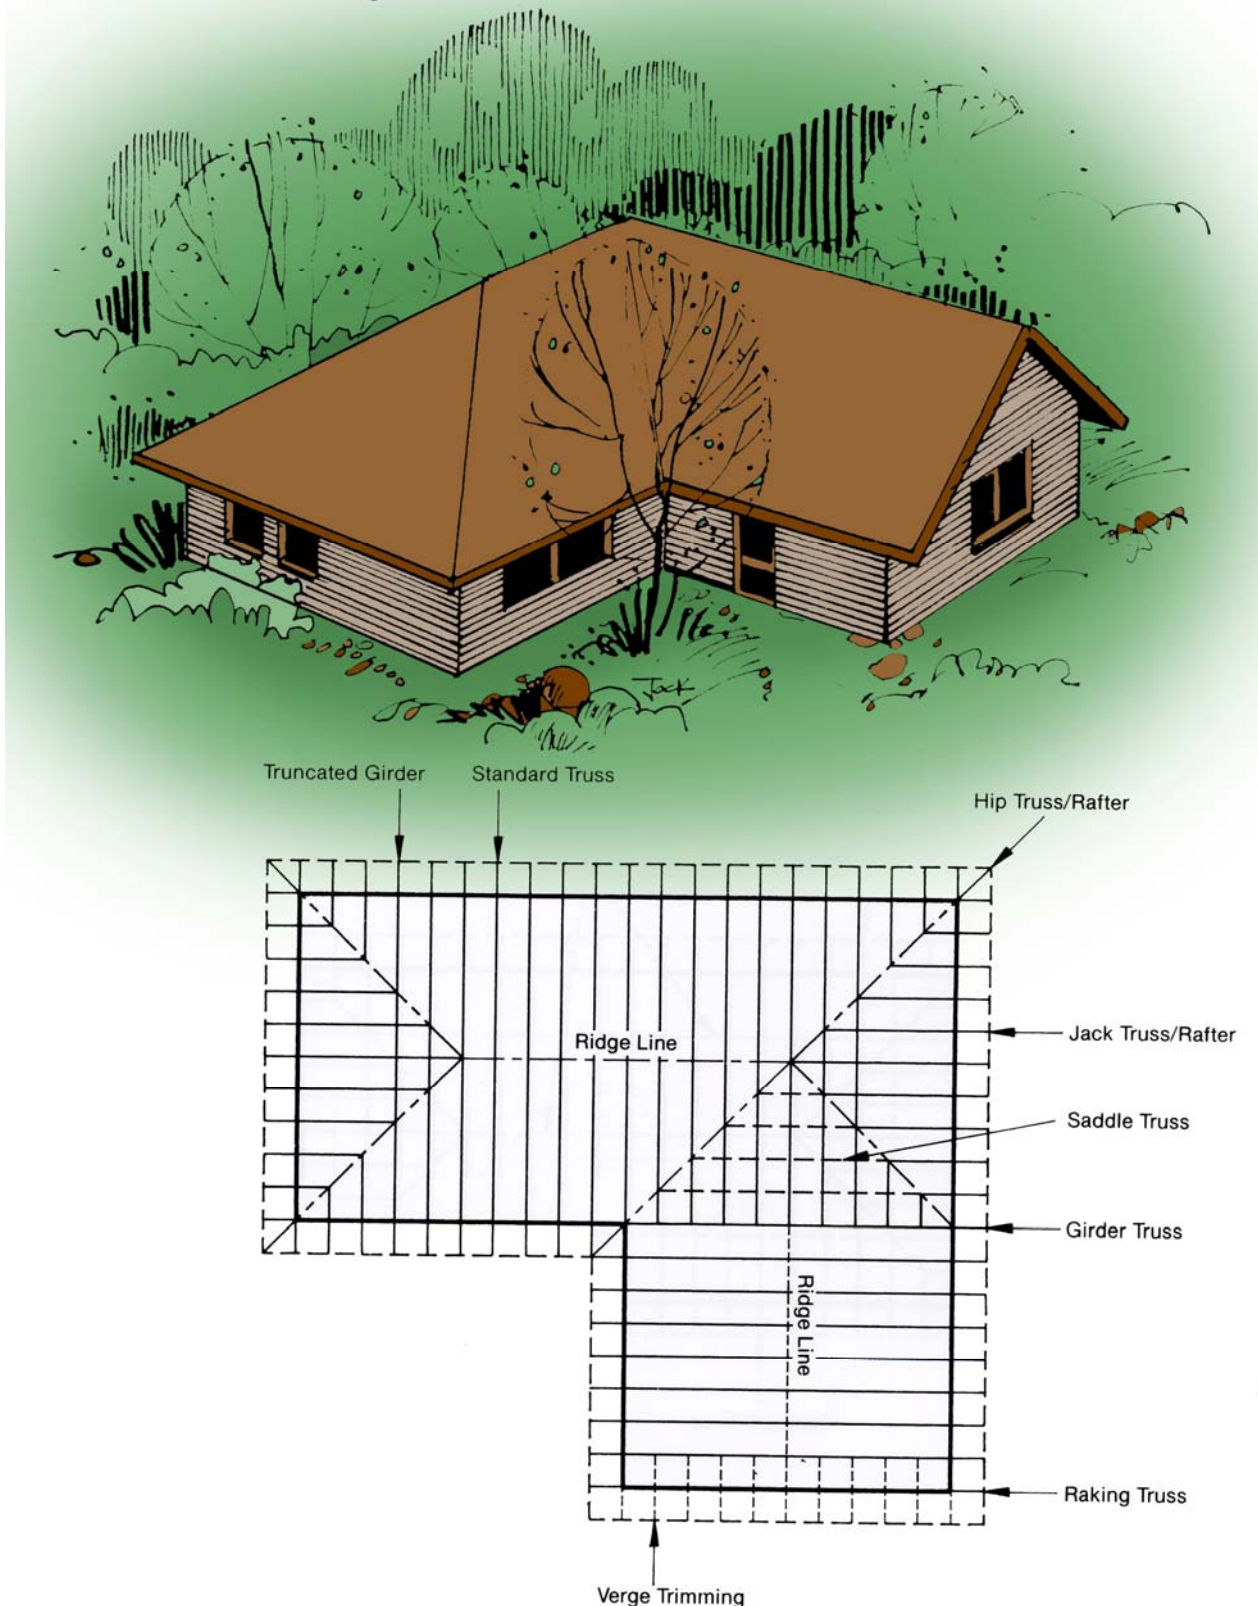 Jock
Truncated Girder
Standard Truss
Hip Truss/Rafter
Ridge Line
Jack Truss/Rafter
Saddle Truss
Girder Truss
Ridge Line
Raking Truss
Verge Trimming